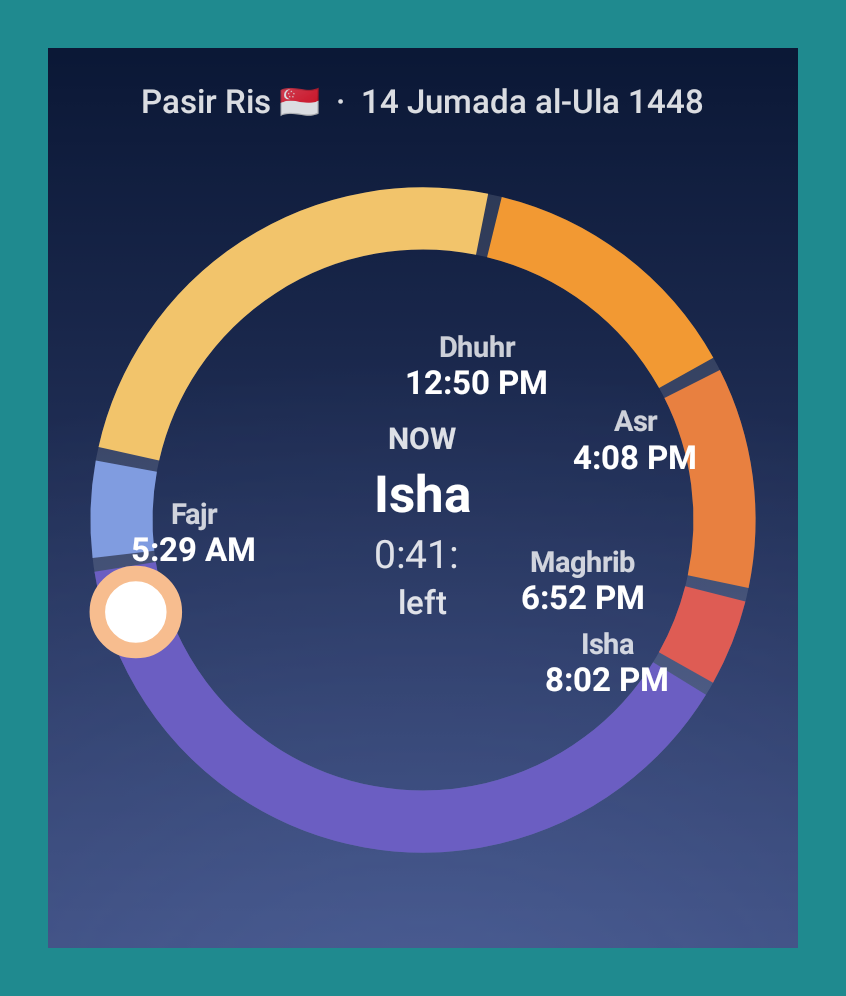 Pasir Ris 🇸🇬 · 14 Jumada al-Ula 1448
Dhuhr
12:50 PM
Asr
4:08 PM
NOW
Isha
0:41:
left
Fajr
5:29 AM
Maghrib
6:52 PM
Isha
8:02 PM